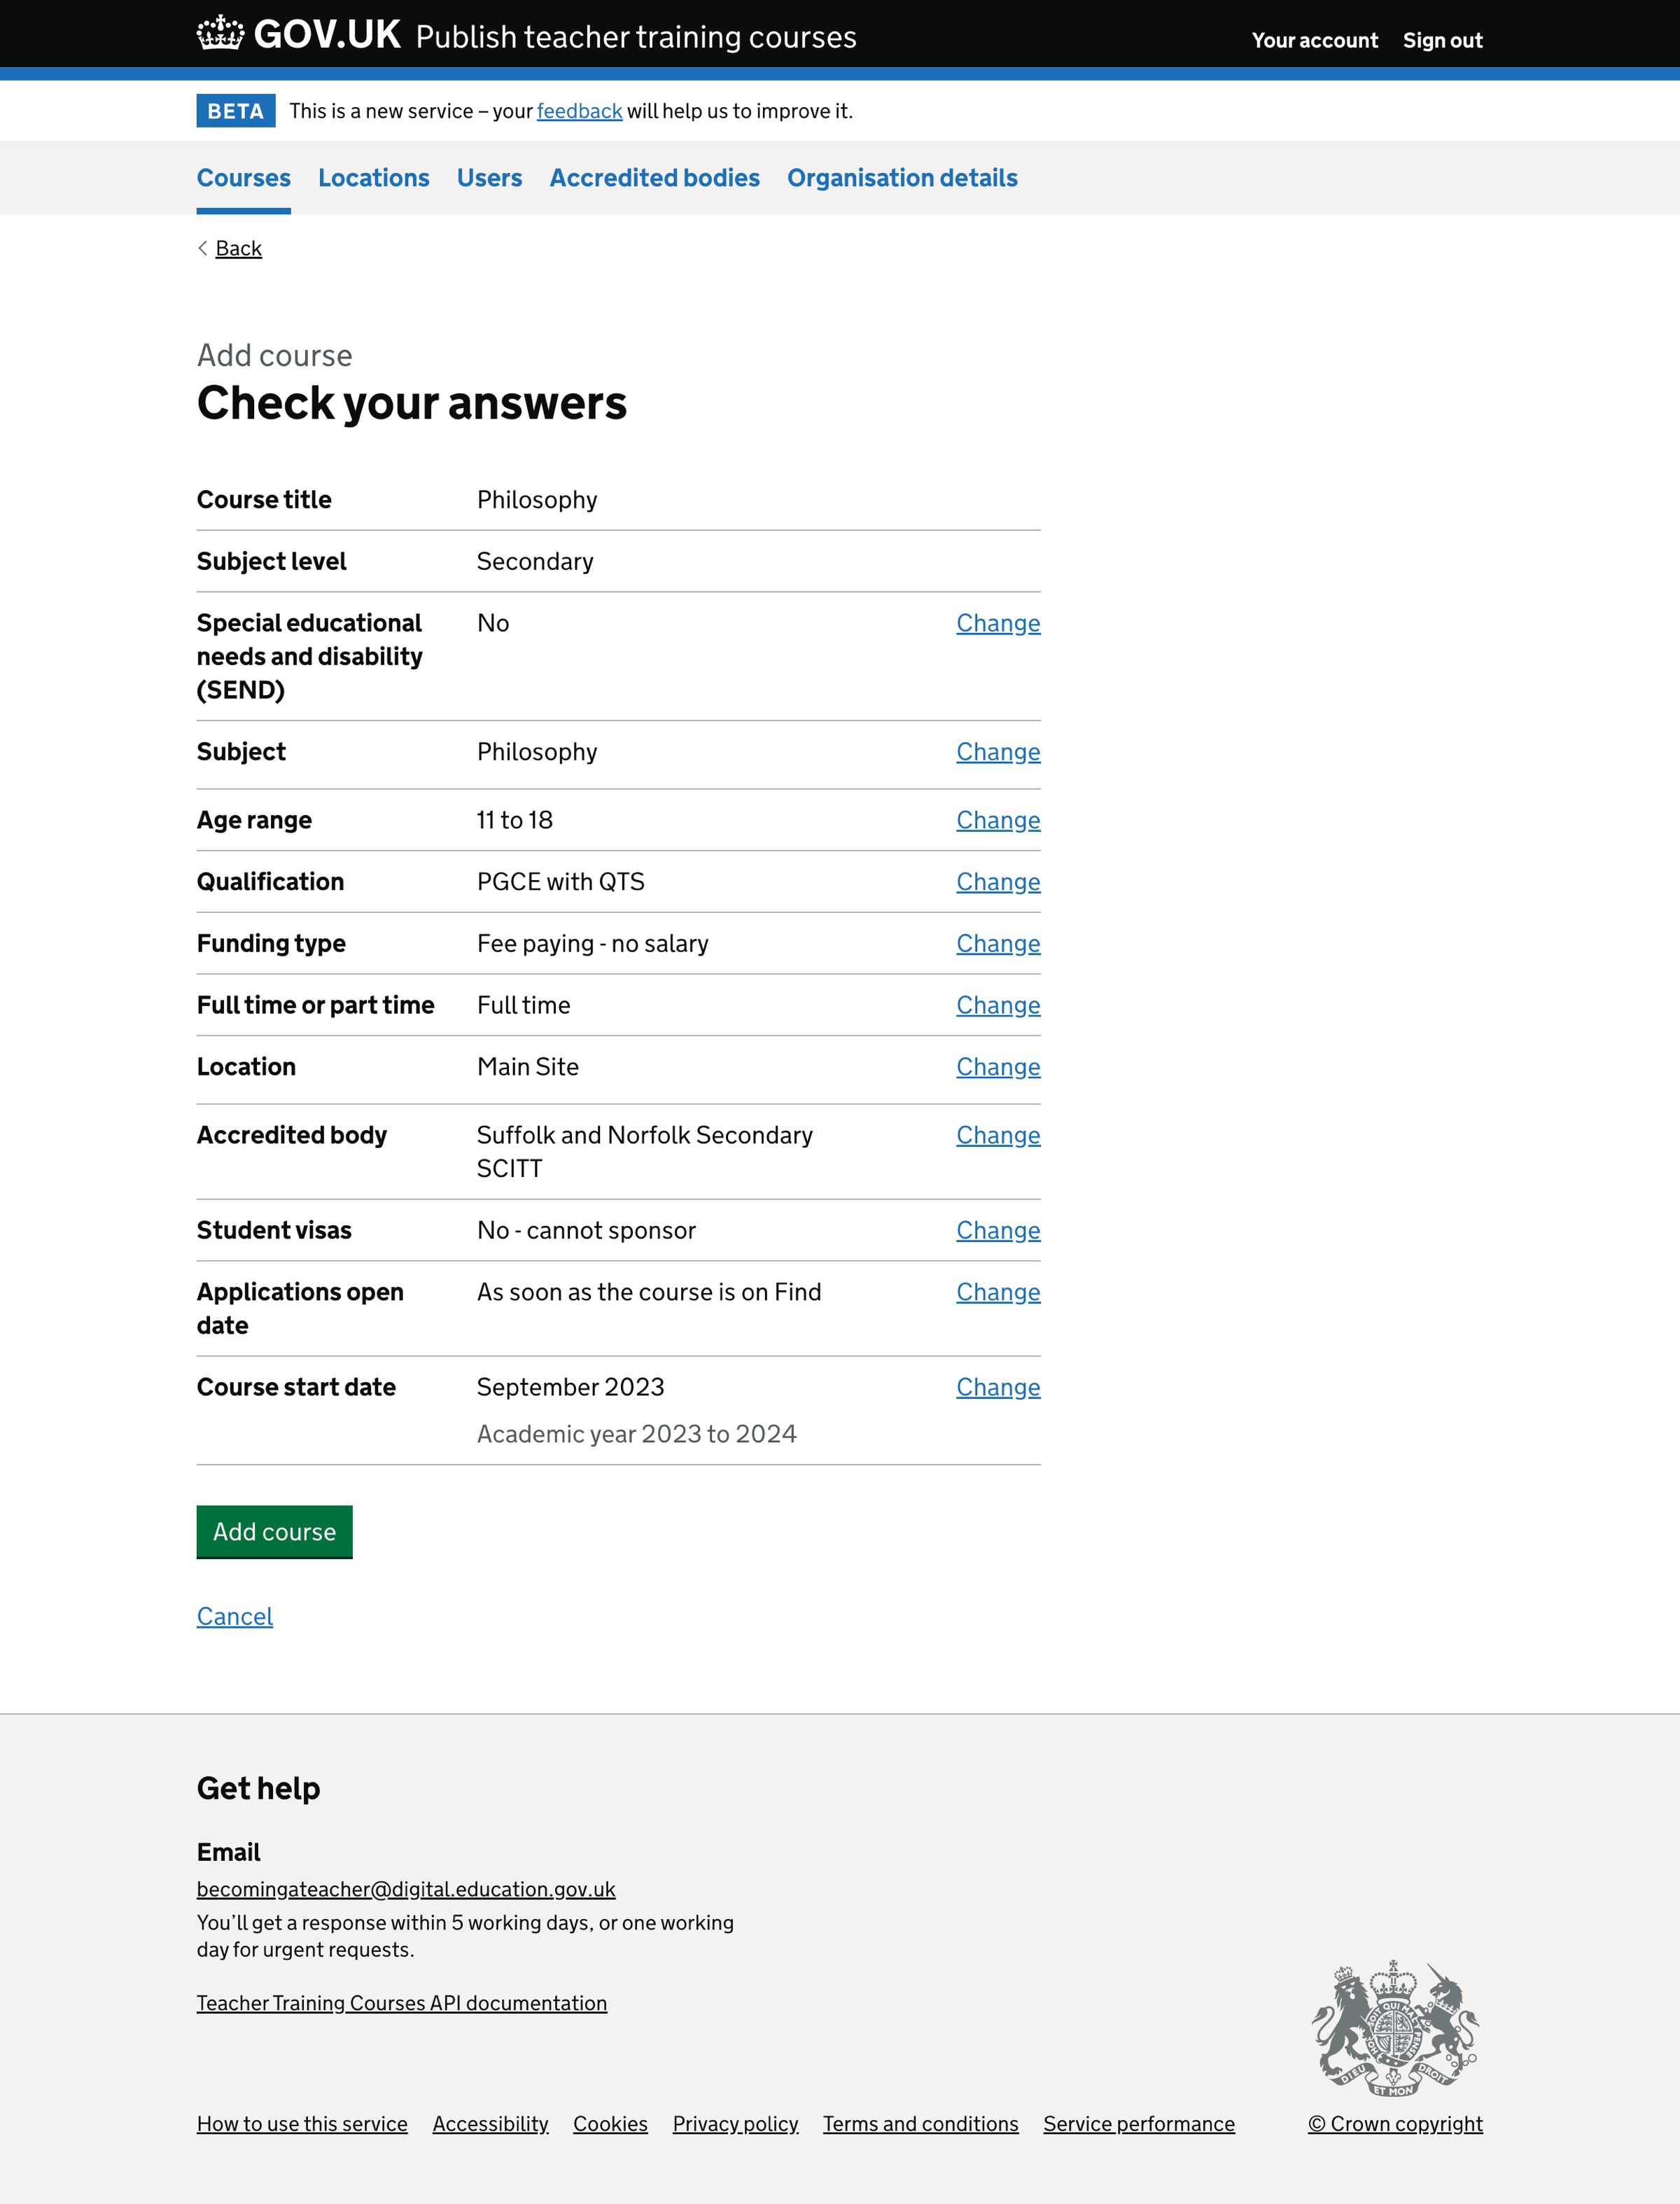 GOV.UK Publish teacher training courses Your account Sign out
BETA This is a new service – your feedback will help us to improve it.
Courses Locations Users Accredited bodies Organisation details
Back
Add course
Check your answers
Course title Philosophy
Subject level Secondary
Special educational No Change
needs and disability
(SEND)
Subject Philosophy Change
Age range 11 to 18 Change
Qualification PGCE with QTS Change
Funding type Fee paying - no salary Change
Full time or part time Full time Change
Location Main Site Change
Accredited body Suffolk and Norfolk Secondary Change
SCITT
Student visas No - cannot sponsor Change
Applications open As soon as the course is on Find Change
date
Course start date September 2023 Change
Academic year 2023 to 2024
Add course
Cancel
Get help
Email
becomingateacher@digital.education.gov.uk
You’ll get a response within 5 working days, or one working
day for urgent requests.
Teacher Training Courses API documentation
DIEU ET MON DROIT
How to use this service Accessibility Cookies Privacy policy Terms and conditions Service performance © Crown copyright